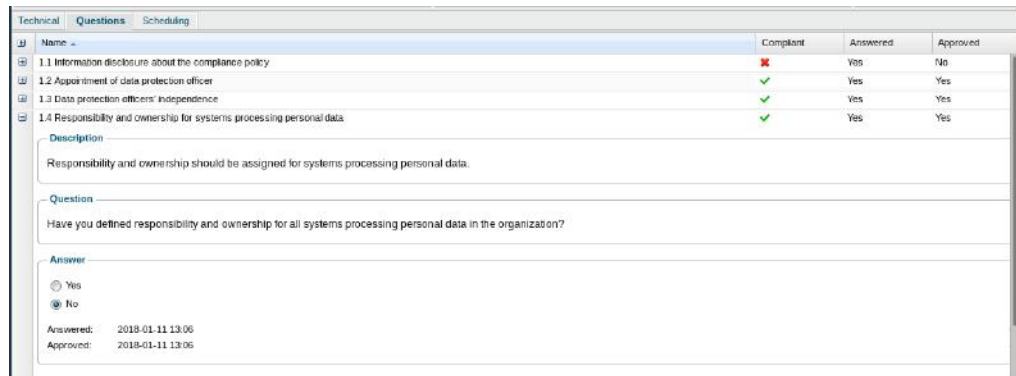 Technical Questions Scheduling
Name Compliant Answered Approved
1.1 Information disclosure about the compliance policy Yes No
1.2 Appointment of data protection officer Yes Yes
1.3 Data protection officers' independence Yes Yes
1.4 Responsibility and ownership for systems processing personal data Yes Yes
Description
Responsibility and ownership should be assigned for systems processing personal data.
Question
Have you defined responsibility and ownership for all systems processing personal data in the organization?
Answer
Yes
No
Answered: 2018-01-11 13:06
Approved: 2018-01-11 13:06